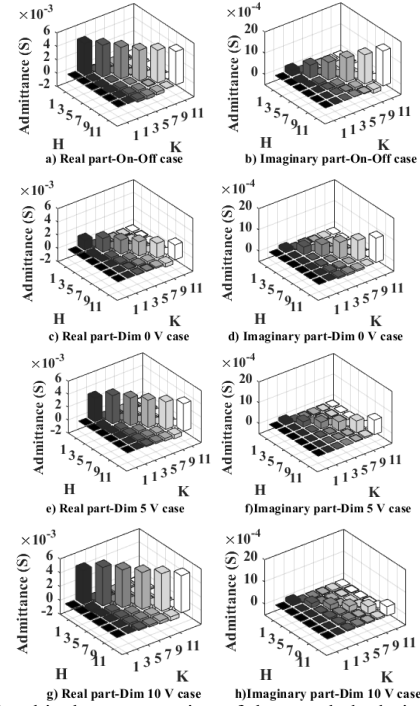 ×10⁻³
×10⁻⁴
Admittance (S)
6
4
2
0
-2
1 3 5 7 9 11
H
1 3 5 7 9 11
K
Admittance (S)
20
10
0
1 3 5 7 9 11
H
1 3 5 7 9 11
K
a) Real part-On-Off case
b) Imaginary part-On-Off case
×10⁻³
×10⁻⁴
Admittance (S)
6
4
2
0
-2
1 3 5 7 9 11
H
1 3 5 7 9 11
K
Admittance (S)
20
10
0
1 3 5 7 9 11
H
1 3 5 7 9 11
K
c) Real part-Dim 0 V case
d) Imaginary part-Dim 0 V case
×10⁻³
×10⁻⁴
Admittance (S)
6
4
2
0
-2
1 3 5 7 9 11
H
1 3 5 7 9 11
K
Admittance (S)
20
10
0
1 3 5 7 9 11
H
1 3 5 7 9 11
K
e) Real part-Dim 5 V case
f)Imaginary part-Dim 5 V case
×10⁻³
×10⁻⁴
Admittance (S)
6
4
2
0
-2
1 3 5 7 9 11
H
1 3 5 7 9 11
K
Admittance (S)
20
10
0
1 3 5 7 9 11
H
1 3 5 7 9 11
K
g) Real part-Dim 10 V case
h)Imaginary part-Dim 10 V case